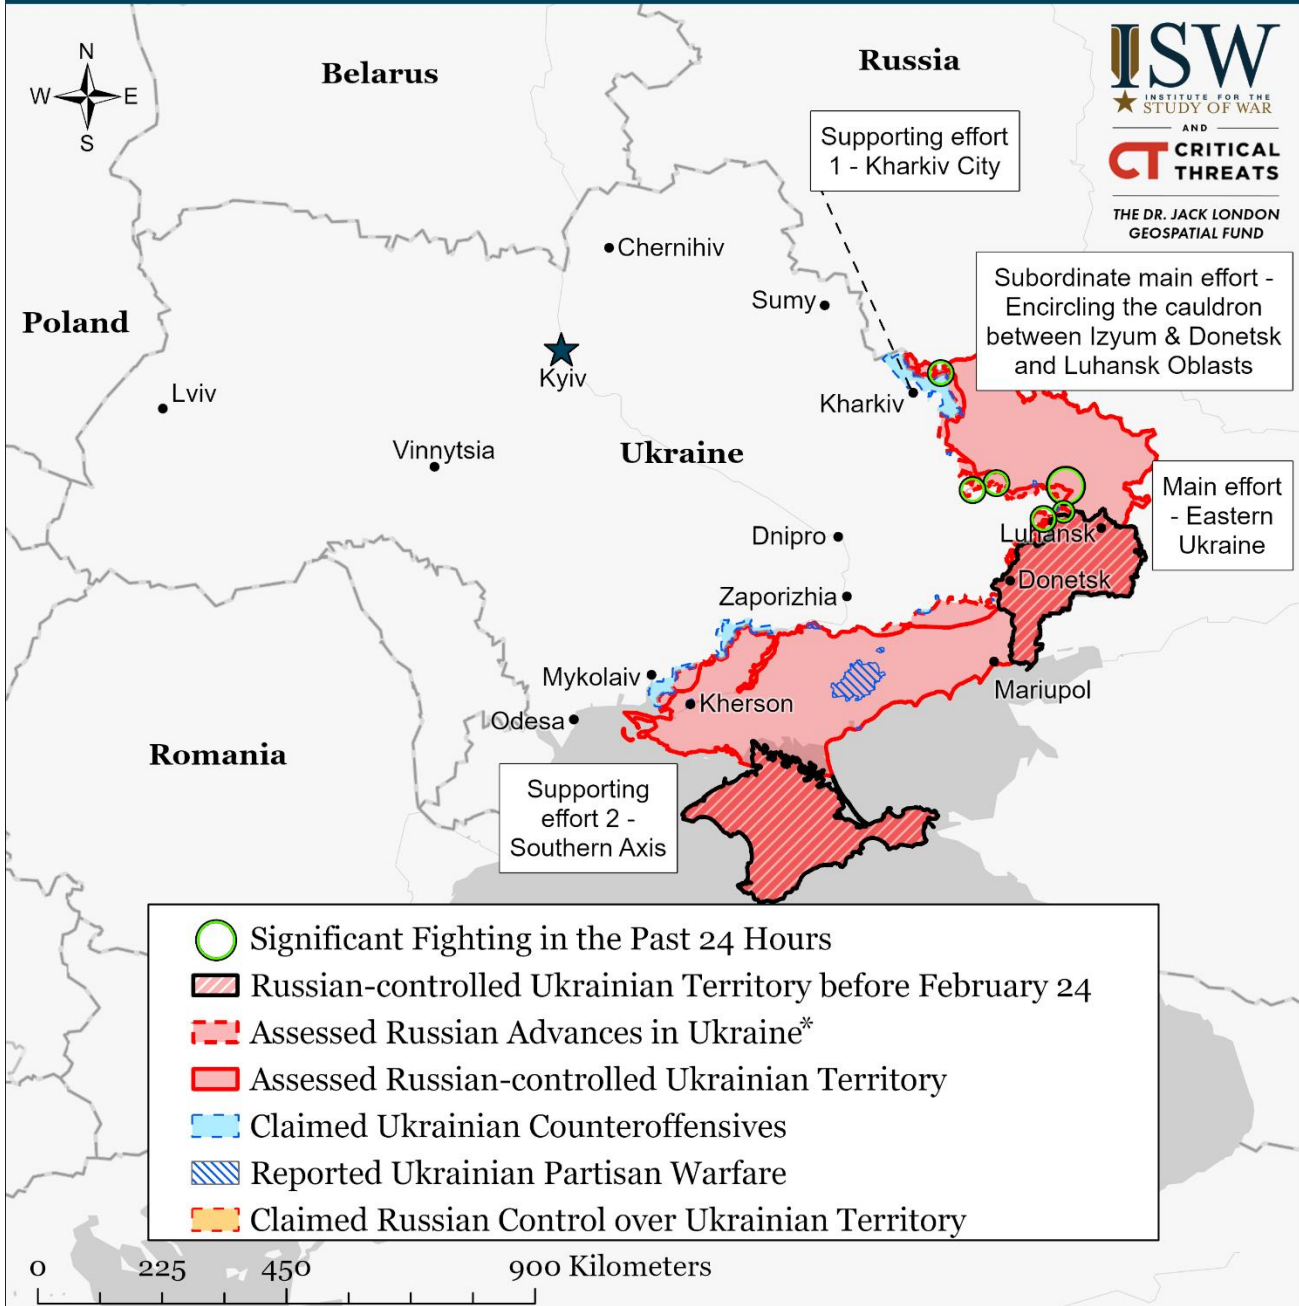 N
W
E
S
Belarus
Russia
ISW
INSTITUTE FOR THE
STUDY OF WAR
AND
CT CRITICAL
THREATS
THE DR. JACK LONDON
GEOSPATIAL FUND
Supporting effort
1 - Kharkiv City
Chernihiv
Sumy
Subordinate main effort -
Encircling the cauldron
between Izyum & Donetsk
and Luhansk Oblasts
Poland
Kyiv
Lviv
Kharkiv
Vinnytsia
Ukraine
Main effort
- Eastern
Ukraine
Dnipro
Luhansk
Donetsk
Zaporizhia
Mykolaiv
Mariupol
Kherson
Odesa
Romania
Supporting
effort 2 -
Southern Axis
Significant Fighting in the Past 24 Hours
Russian-controlled Ukrainian Territory before February 24
Assessed Russian Advances in Ukraine*
Assessed Russian-controlled Ukrainian Territory
Claimed Ukrainian Counteroffensives
Reported Ukrainian Partisan Warfare
Claimed Russian Control over Ukrainian Territory
0 225 450 900 Kilometers